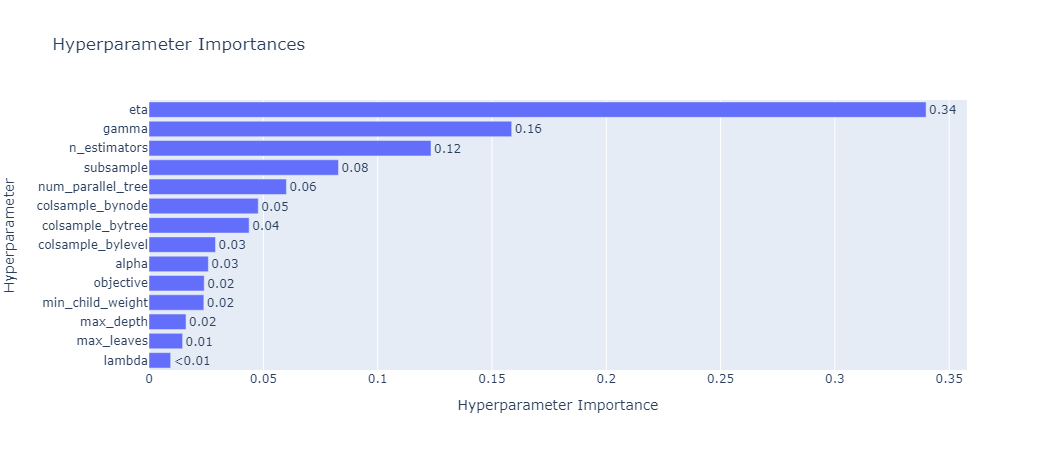 Hyperparameter Importances
Hyperparameter
eta 0.34
gamma 0.16
n_estimators 0.12
subsample 0.08
num_parallel_tree 0.06
colsample_bynode 0.05
colsample_bytree 0.04
colsample_bylevel 0.03
alpha 0.03
objective 0.02
min_child_weight 0.02
max_depth 0.02
max_leaves 0.01
lambda <0.01
0 0.05 0.1 0.15 0.2 0.25 0.3 0.35
Hyperparameter Importance